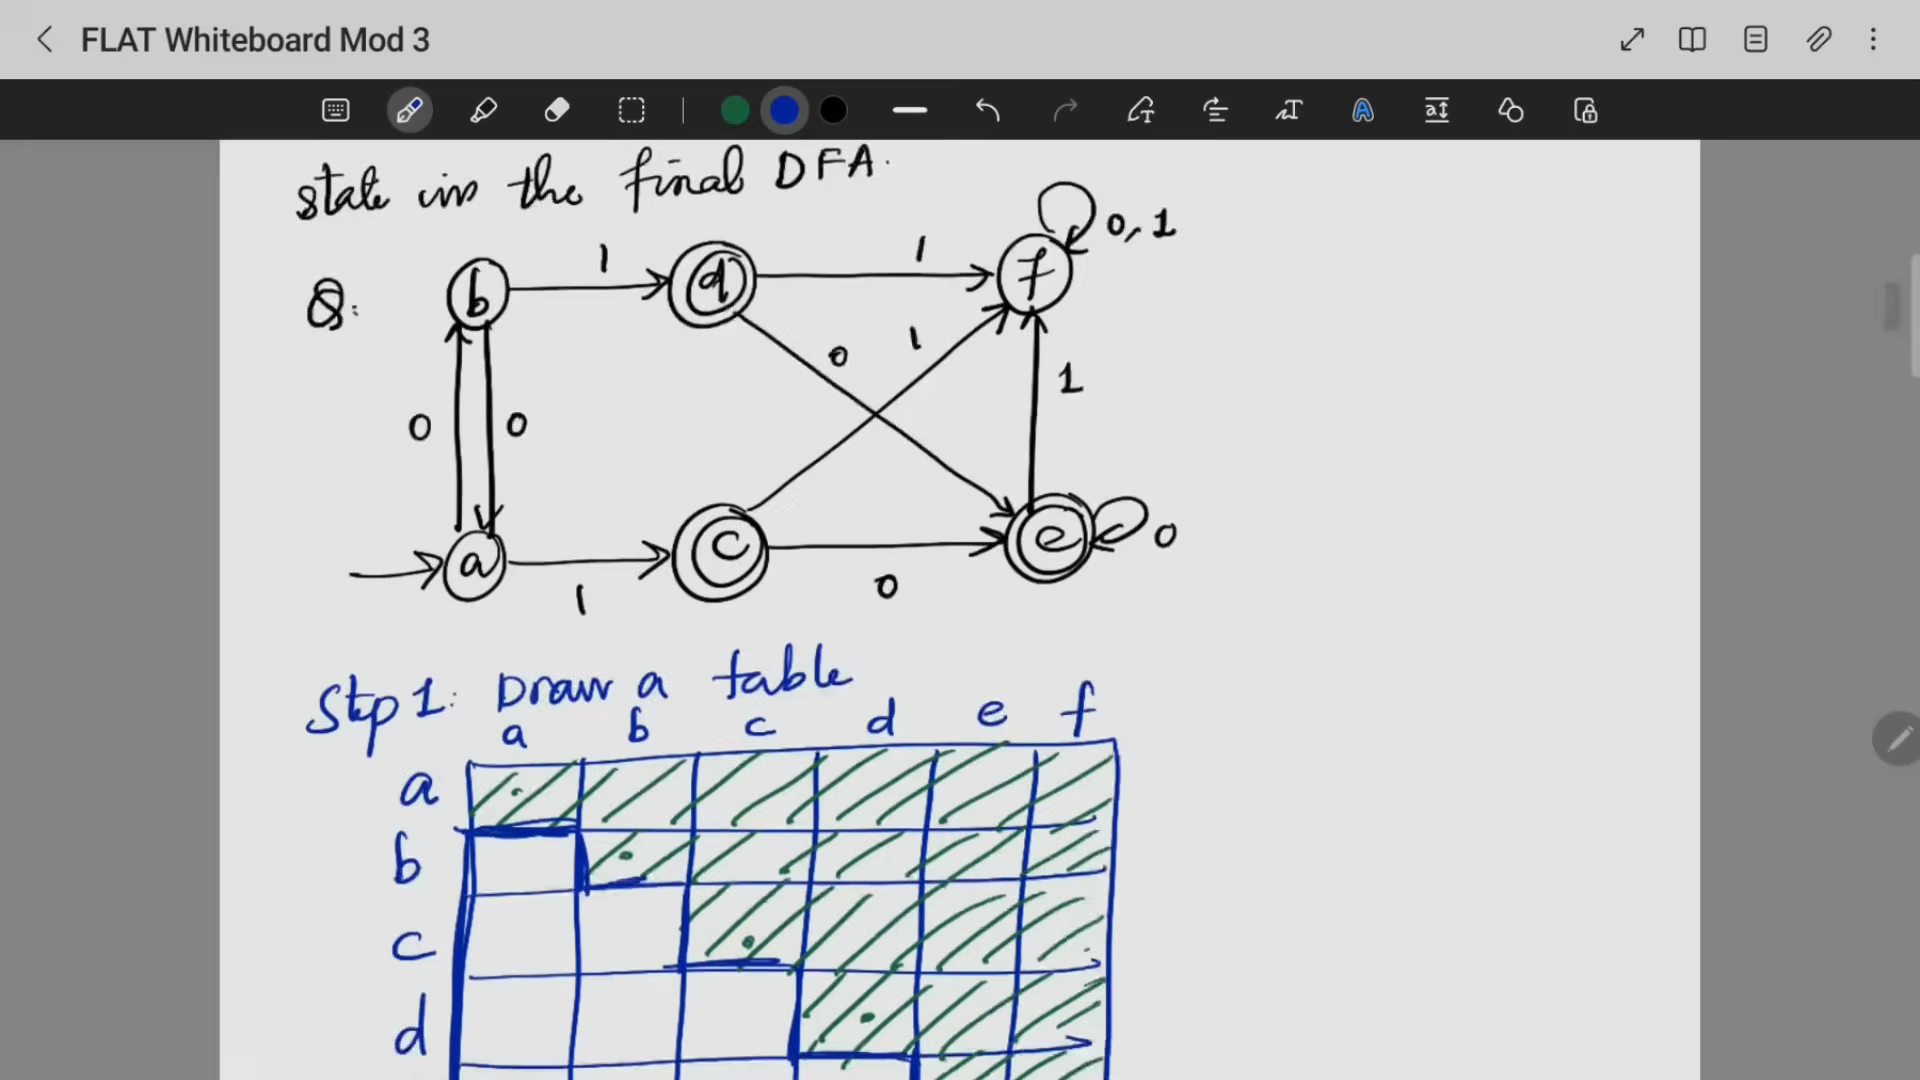 FLAT Whiteboard Mod 3
state in the final DFA.
Q:
b 1 d 1 f 0, 1
0 0 0 1 1
a 1 c 0 e 0
Step 1: Draw a table
a b c d e f
a
b
c
d